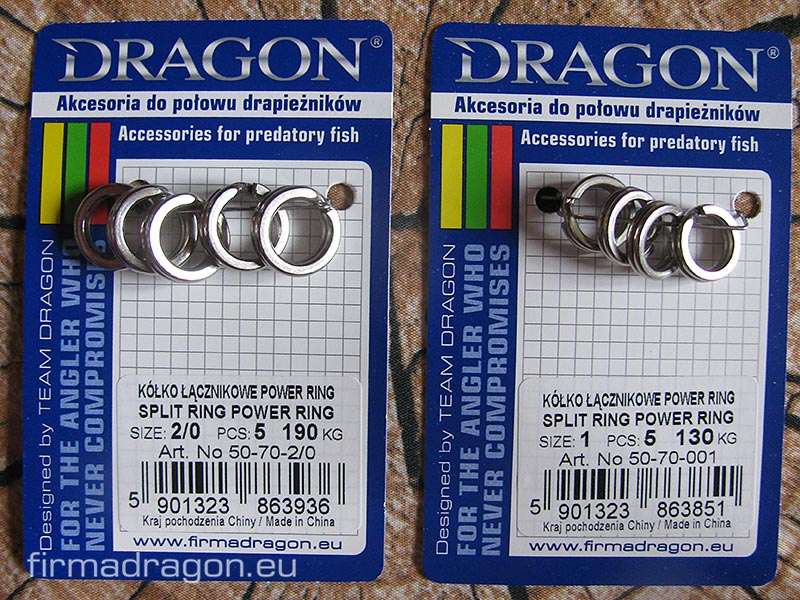 DRAGON®
Akcesoria do połowu drapieżników
Accessories for predatory fish
Designed by TEAM DRAGON
FOR THE ANGLER WHO
NEVER COMPROMISES
KÓŁKO ŁĄCZNIKOWE POWER RING
SPLIT RING POWER RING
SIZE: 2/0 PCS: 5 190 KG
Art. No 50-70-2/0
5 901323 863936
Kraj pochodzenia Chiny / Made in China
www.firmadragon.eu
DRAGON®
Akcesoria do połowu drapieżników
Accessories for predatory fish
Designed by TEAM DRAGON
FOR THE ANGLER WHO
NEVER COMPROMISES
KÓŁKO ŁĄCZNIKOWE POWER RING
SPLIT RING POWER RING
SIZE: 1 PCS: 5 130 KG
Art. No 50-70-001
5 901323 863851
Kraj pochodzenia Chiny / Made in China
www.firmadragon.eu
firmadragon.eu